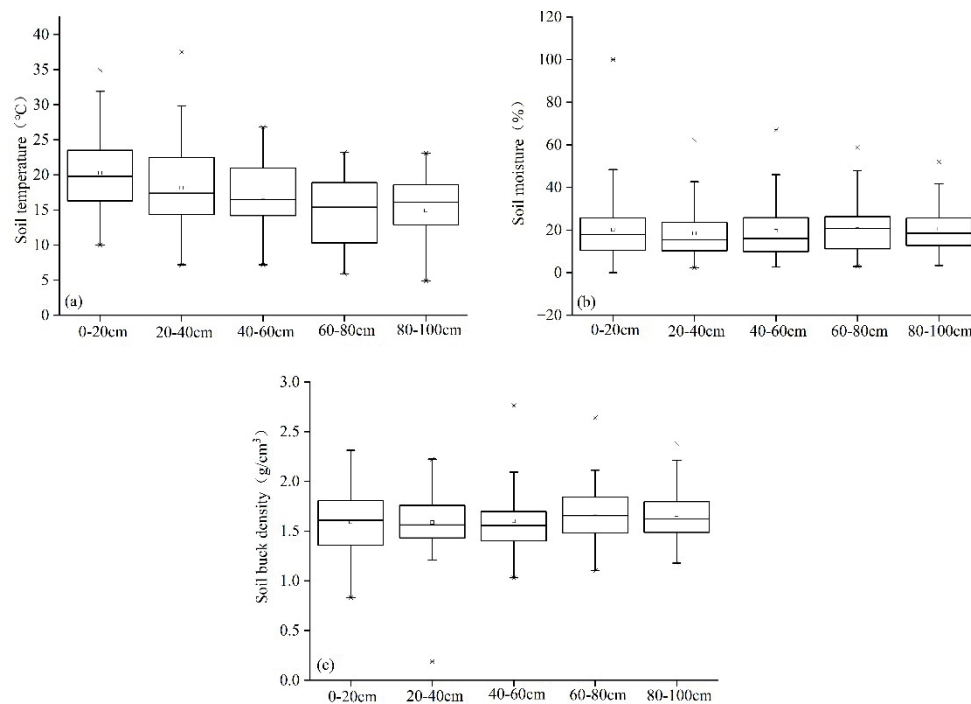 40
35
30
25
20
15
10
5
0
Soil temperature（℃）
(a)
0-20cm 20-40cm 40-60cm 60-80cm 80-100cm
120
100
80
60
40
20
0
−20
Soil moisture（%）
(b)
0-20cm 20-40cm 40-60cm 60-80cm 80-100cm
3.0
2.5
2.0
1.5
1.0
0.5
0.0
Soil buck density（g/cm³）
(c)
0-20cm 20-40cm 40-60cm 60-80cm 80-100cm